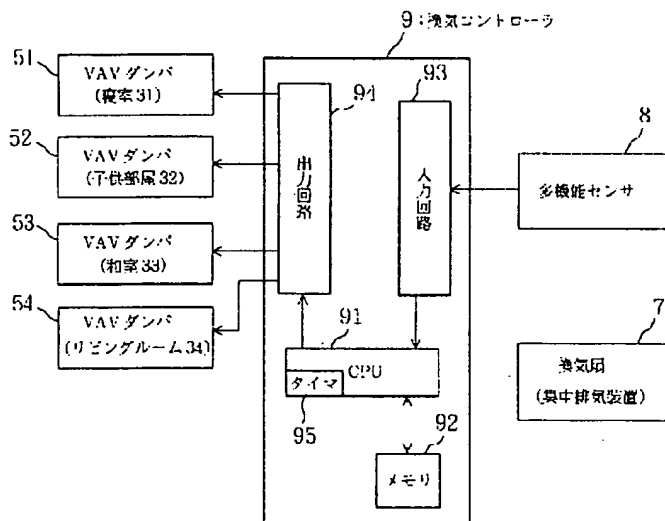 9:換気コントローラ
51
VAVダンパ
(寝室31)
52
VAVダンパ
(子供部屋32)
53
VAVダンパ
(和室33)
54
VAVダンパ
(リビングルーム34)
94
出力回路
93
入力回路
8
多機能センサ
91
CPU
タイマ
95
92
メモリ
7
換気扇
(集中排気装置)